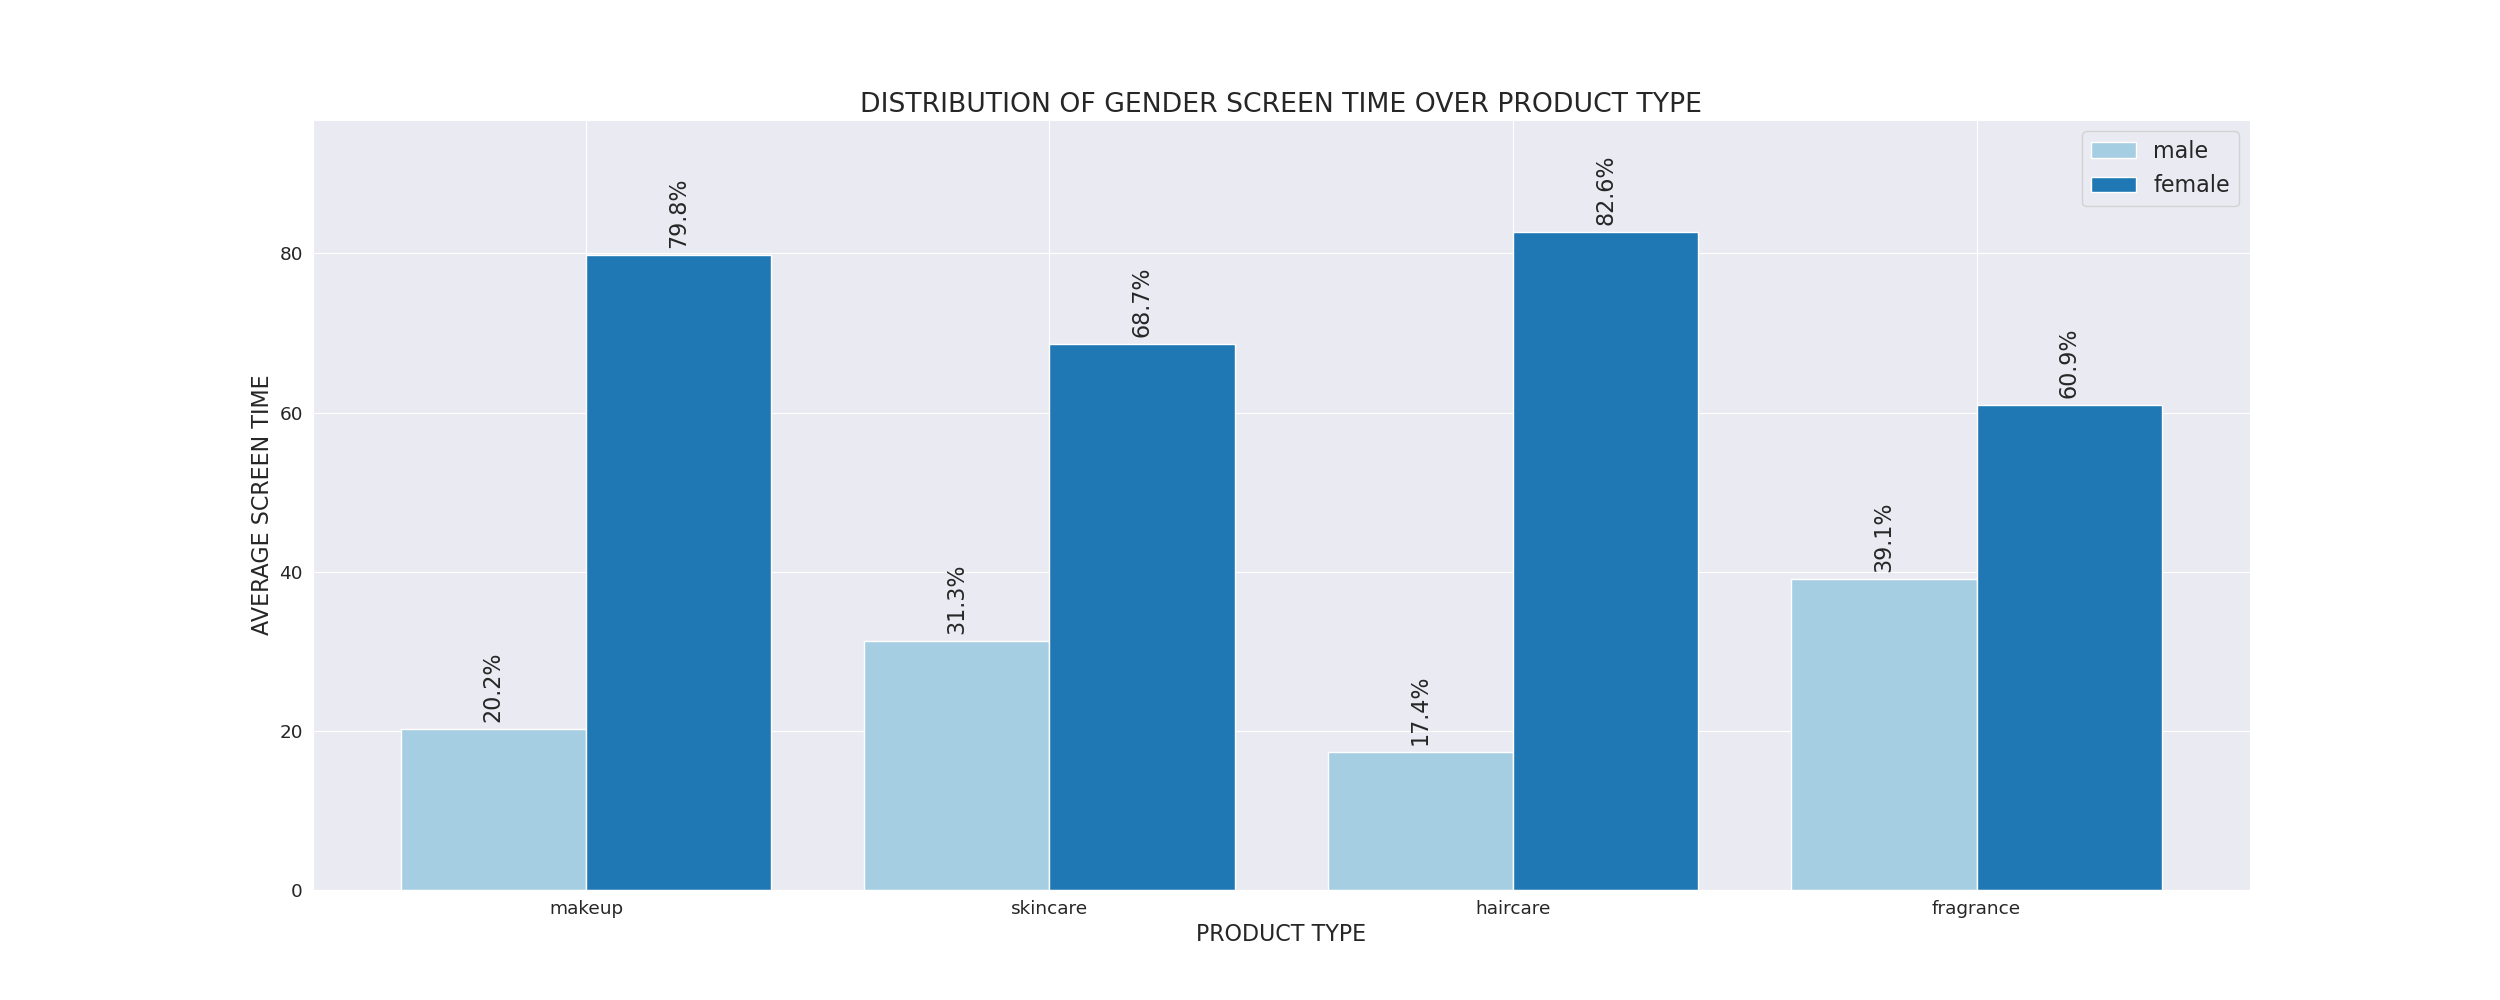 DISTRIBUTION OF GENDER SCREEN TIME OVER PRODUCT TYPE
male
female
AVERAGE SCREEN TIME
80
60
40
20
0
20.2%
79.8%
31.3%
68.7%
17.4%
82.6%
39.1%
60.9%
makeup
skincare
haircare
fragrance
PRODUCT TYPE